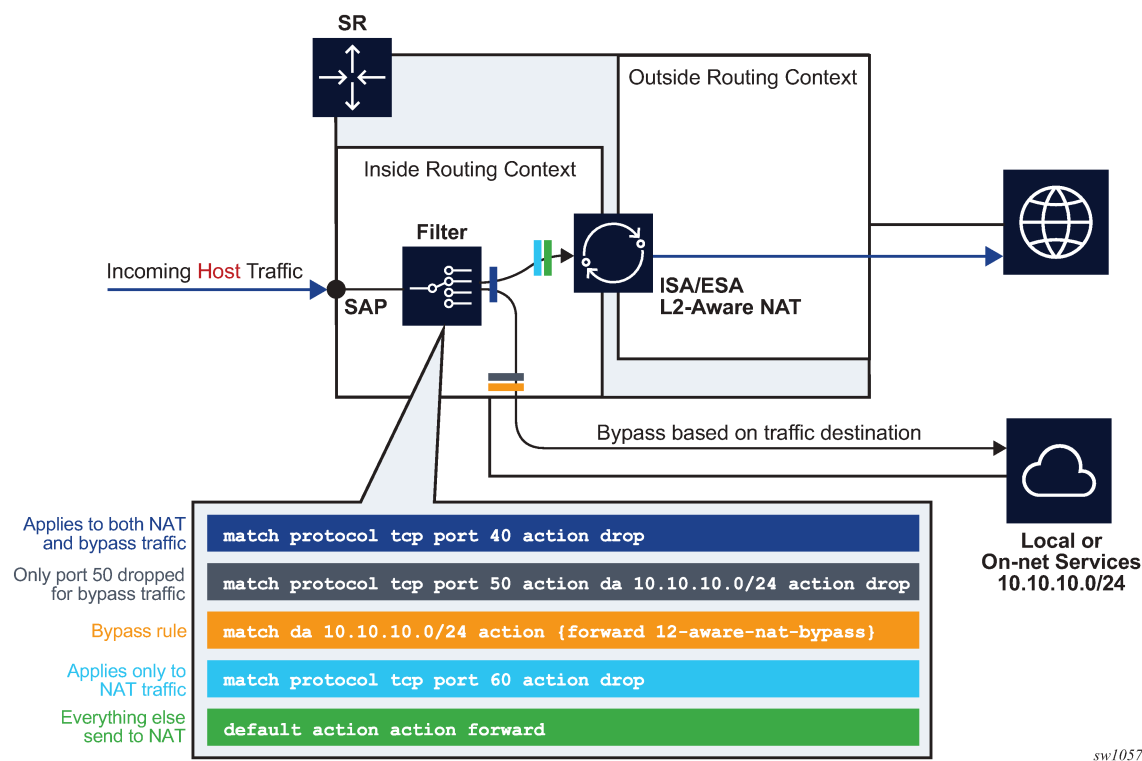 SR
Outside Routing Context
Inside Routing Context
Filter
Incoming Host Traffic
SAP
ISA/ESA
L2-Aware NAT
Bypass based on traffic destination
Local or
On-net Services
10.10.10.0/24
Applies to both NAT
and bypass traffic
match protocol tcp port 40 action drop
Only port 50 dropped
for bypass traffic
match protocol tcp port 50 action da 10.10.10.0/24 action drop
Bypass rule
match da 10.10.10.0/24 action {forward 12-aware-nat-bypass}
Applies only to
NAT traffic
match protocol tcp port 60 action drop
Everything else
send to NAT
default action action forward
sw1057